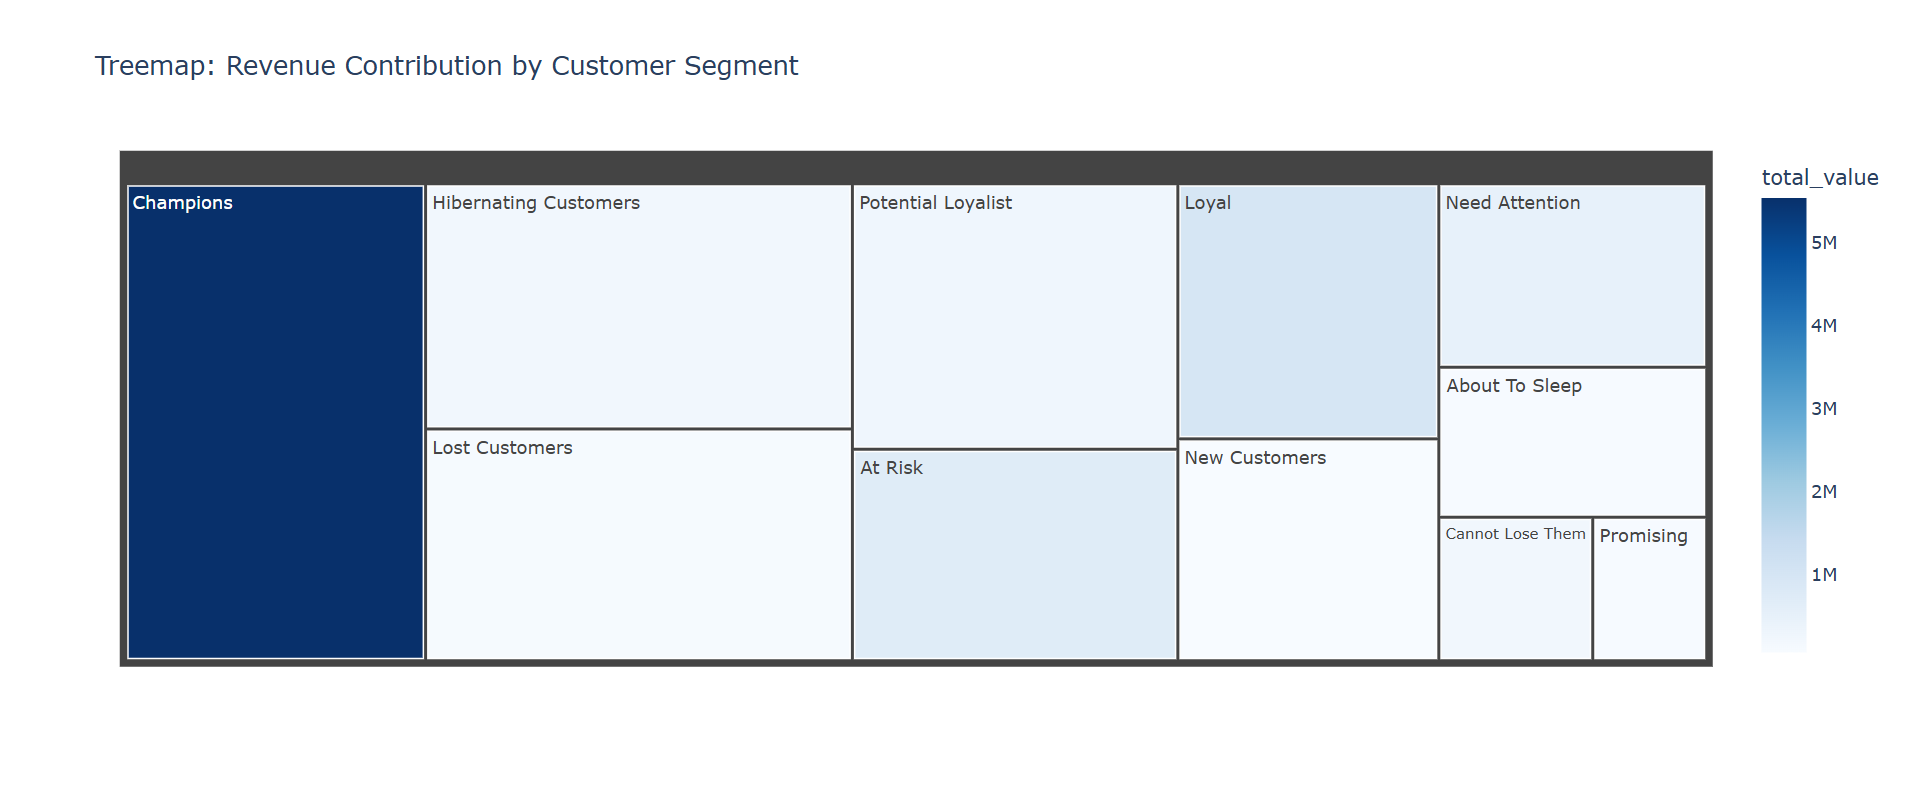 Treemap: Revenue Contribution by Customer Segment
Champions
Hibernating Customers
Lost Customers
Potential Loyalist
At Risk
Loyal
New Customers
Need Attention
About To Sleep
Cannot Lose Them
Promising
total_value
5M
4M
3M
2M
1M